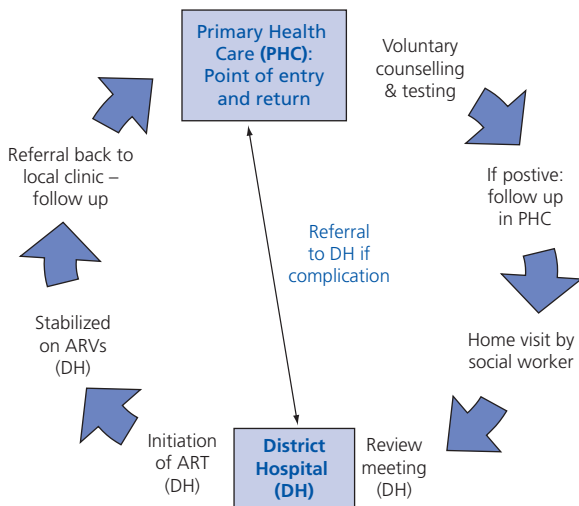 Primary Health
Care (PHC):
Point of entry
and return
Voluntary
counselling
& testing
If postive:
follow up
in PHC
Home visit by
social worker
Review
meeting
(DH)
District
Hospital
(DH)
Initiation
of ART
(DH)
Stabilized
on ARVs
(DH)
Referral back to
local clinic –
follow up
Referral
to DH if
complication